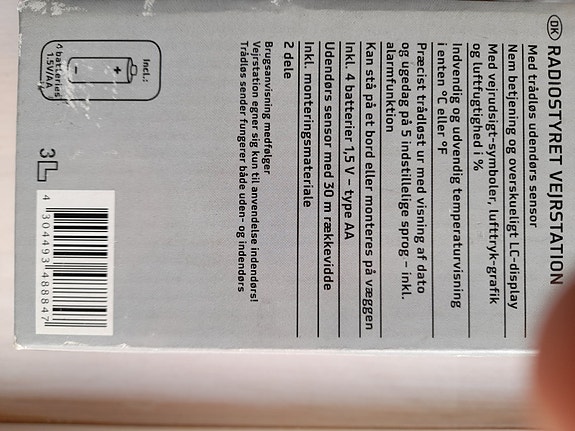 DK RADIOSTYRET VEJRSTATION
Med trådløs udendørs sensor
Nem betjening og overskueligt LC-display
Med vejrudsigt-symboler, lufttryk-grafik
og luftfugtighed i %
Indvendig og udvendig temperaturvisning
i enten °C eller °F
Præcist trådløst ur med visning af dato
og ugedag på 5 indstillelige sprog – inkl.
alarmfunktion
Kan stå på et bord eller monteres på væggen
Inkl. 4 batterier 1,5 V – type AA
Udendørs sensor med 30 m rækkevidde
Inkl. monteringsmateriale
2 dele
Brugsanvisning medfølger
Vejrstation egner sig kun til anvendelse indendørs!
Trådløs sender fungerer både uden- og indendørs
Incl.:
- +
4 batteries
1.5V/AA
3L
4 304493 488847